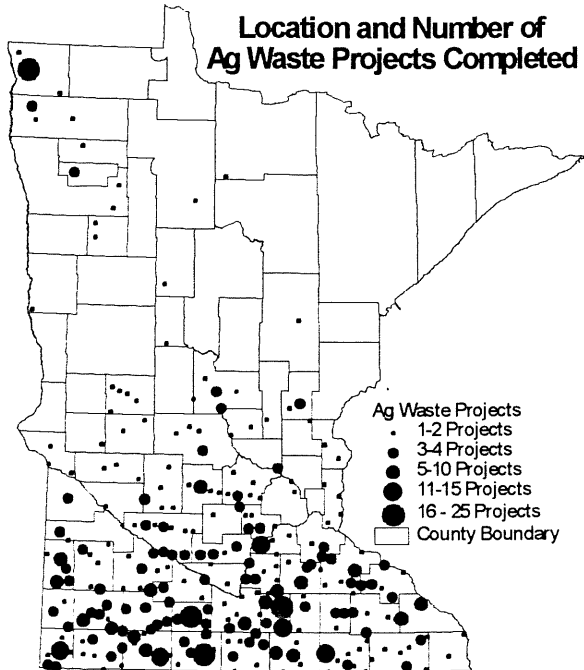 Location and Number of
Ag Waste Projects Completed
Ag Waste Projects
1-2 Projects
3-4 Projects
5-10 Projects
11-15 Projects
16 - 25 Projects
County Boundary